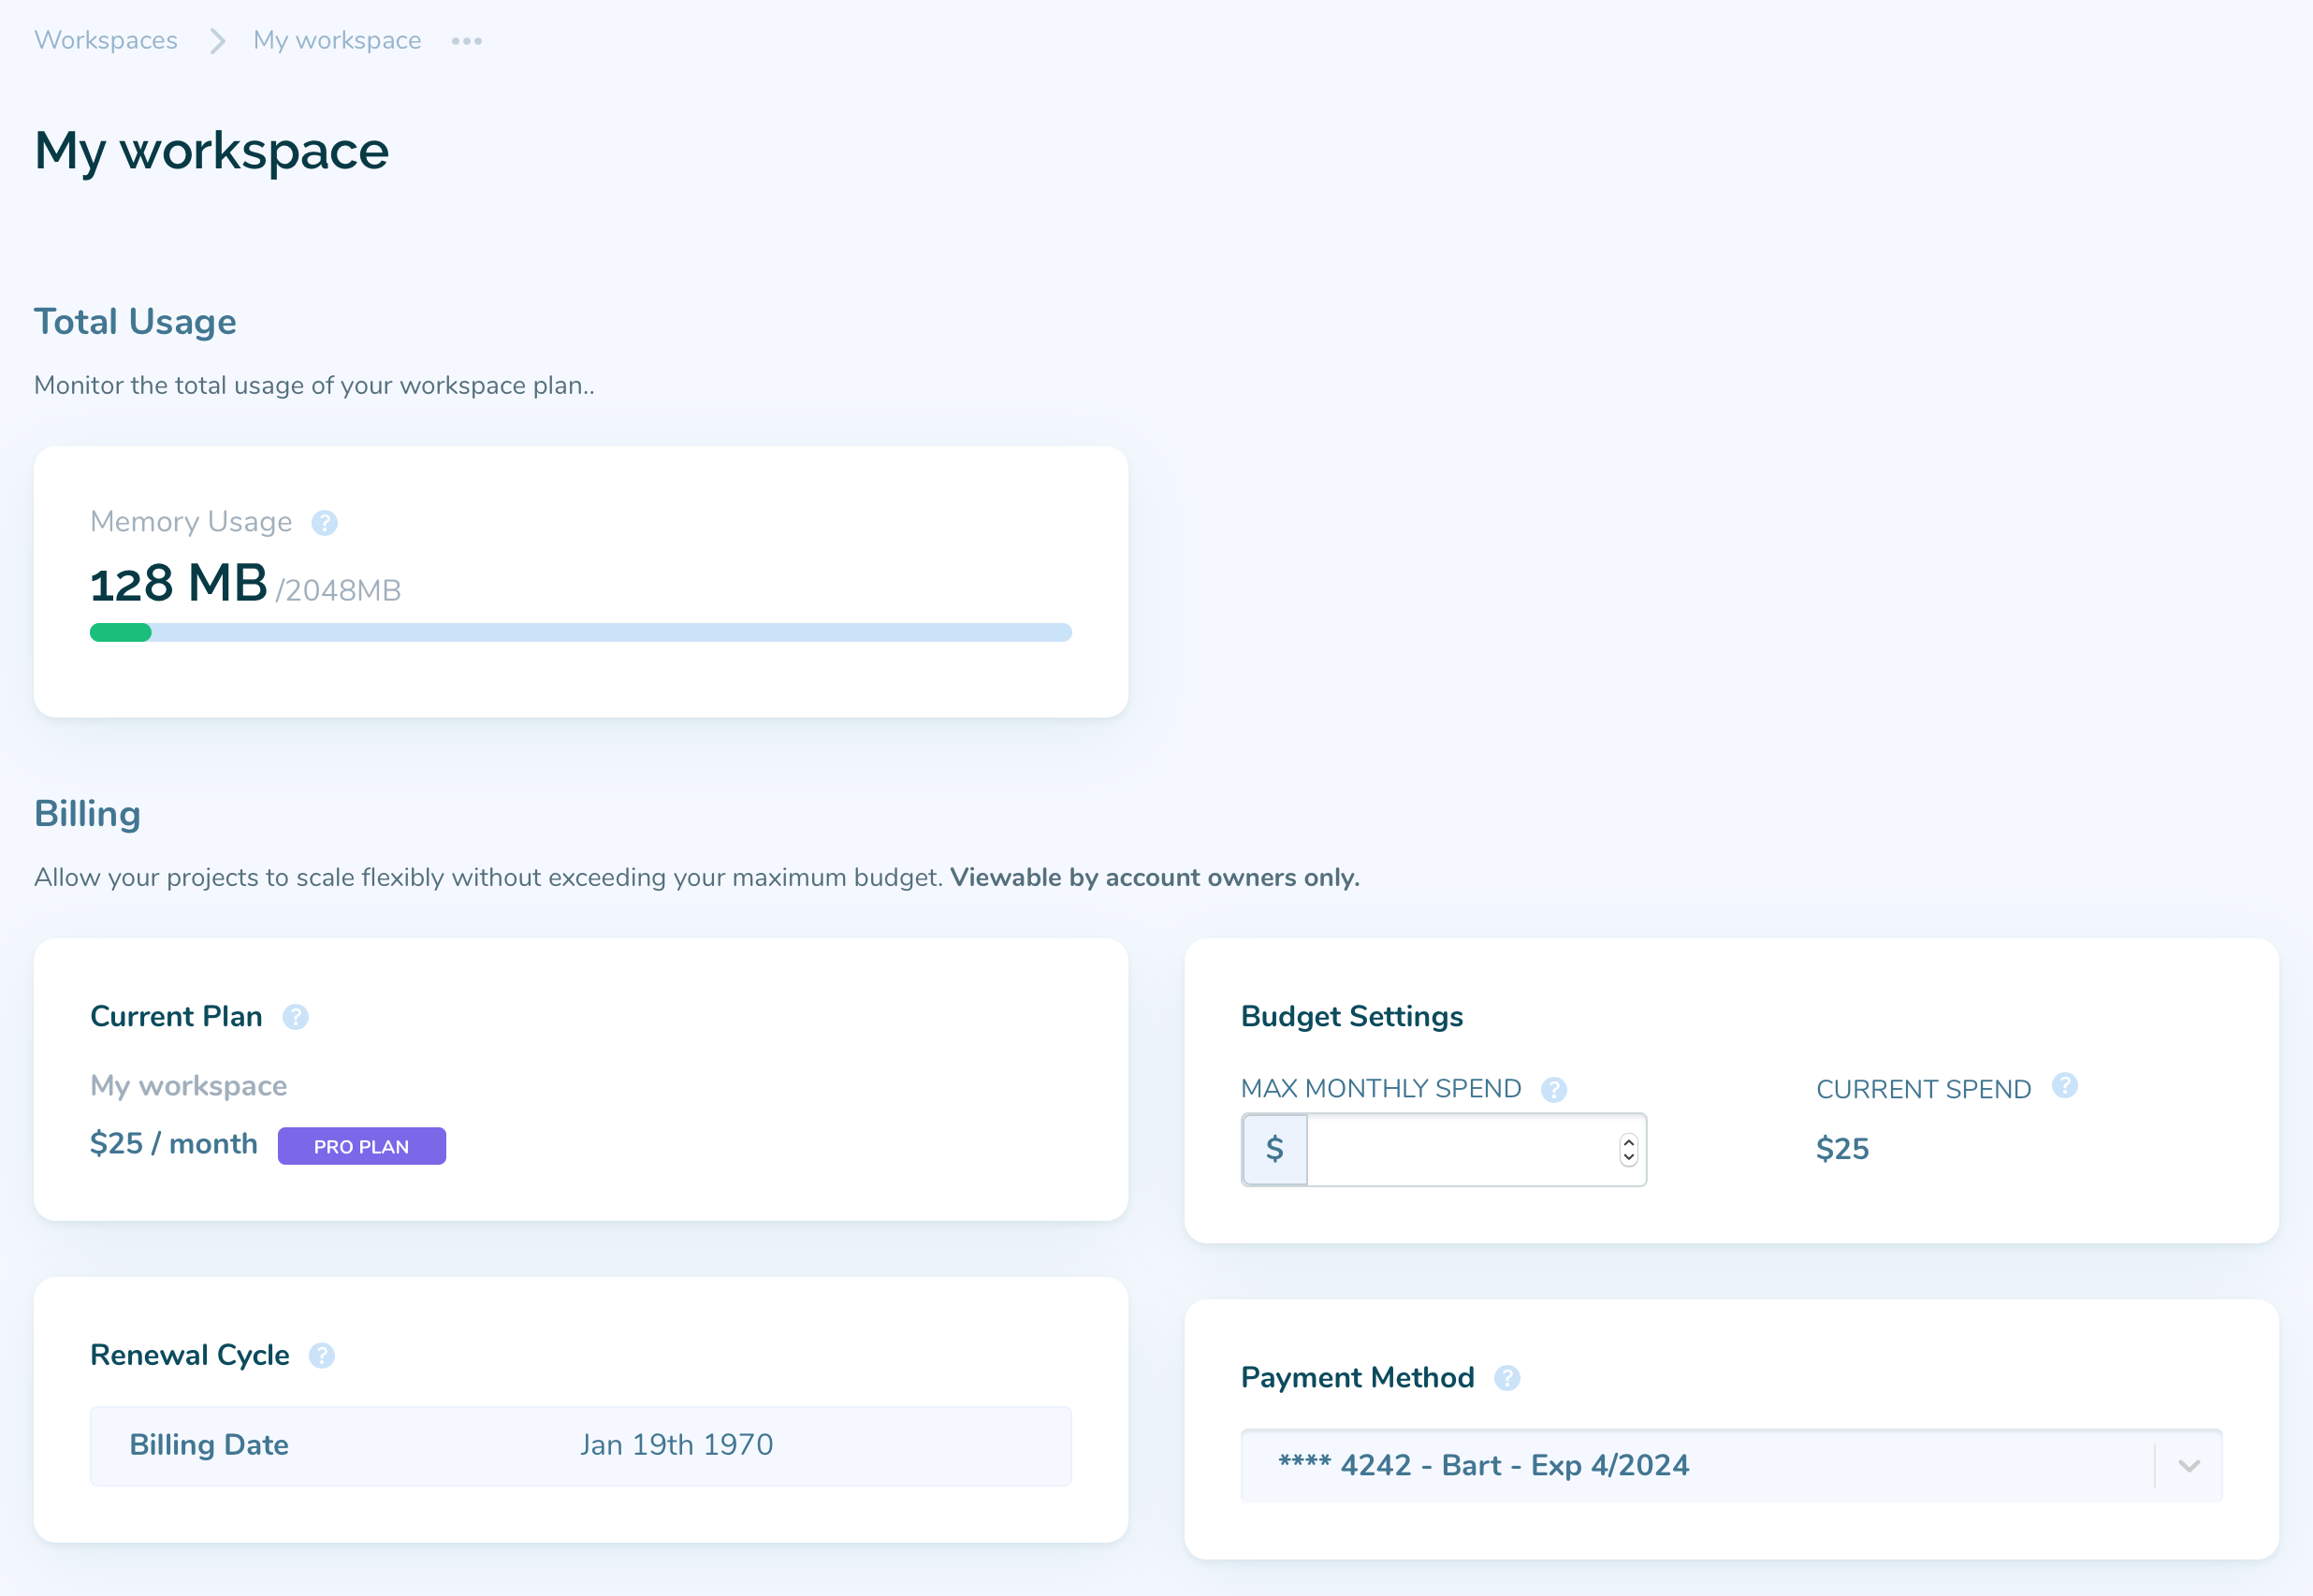 Workspaces > My workspace •••
My workspace
Total Usage
Monitor the total usage of your workspace plan..
Memory Usage ?
128 MB /2048MB
Billing
Allow your projects to scale flexibly without exceeding your maximum budget. Viewable by account owners only.
Current Plan ?
My workspace
$25 / month PRO PLAN
Budget Settings
MAX MONTHLY SPEND ? CURRENT SPEND ?
$ $25
Renewal Cycle ?
Billing Date Jan 19th 1970
Payment Method ?
**** 4242 - Bart - Exp 4/2024